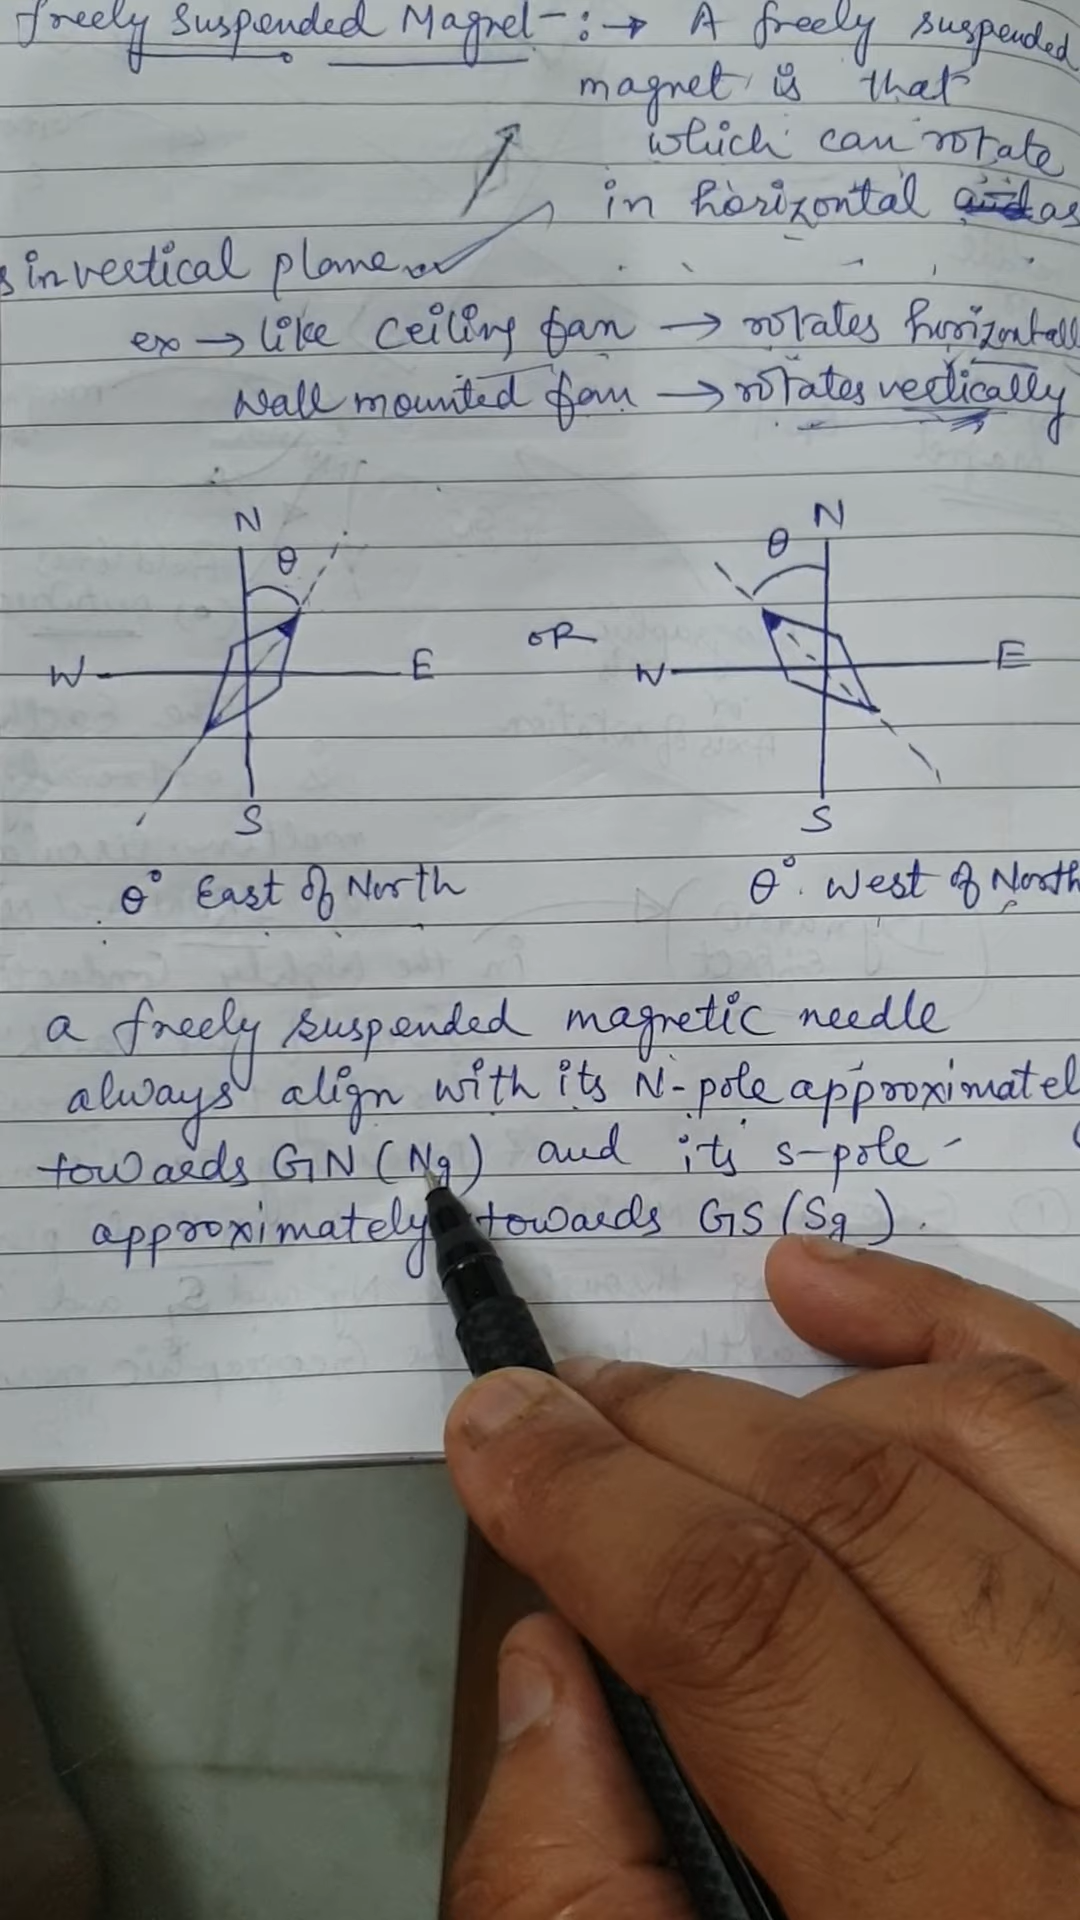 freely suspended Magnet-:→ A freely suspended
magnet is that
which can rotate
in horizontal as
in vertical plane
ex → like ceiling fan → rotates horizontall
Wall mounted fan → rotates vertically
N N
θ θ
W E OR W E
S S
θ° East of North θ° West of North
a freely suspended magnetic needle
always align with its N-pole approximatel
towards GN (Ng) and its s-pole -
approximately towards GS (Sg).